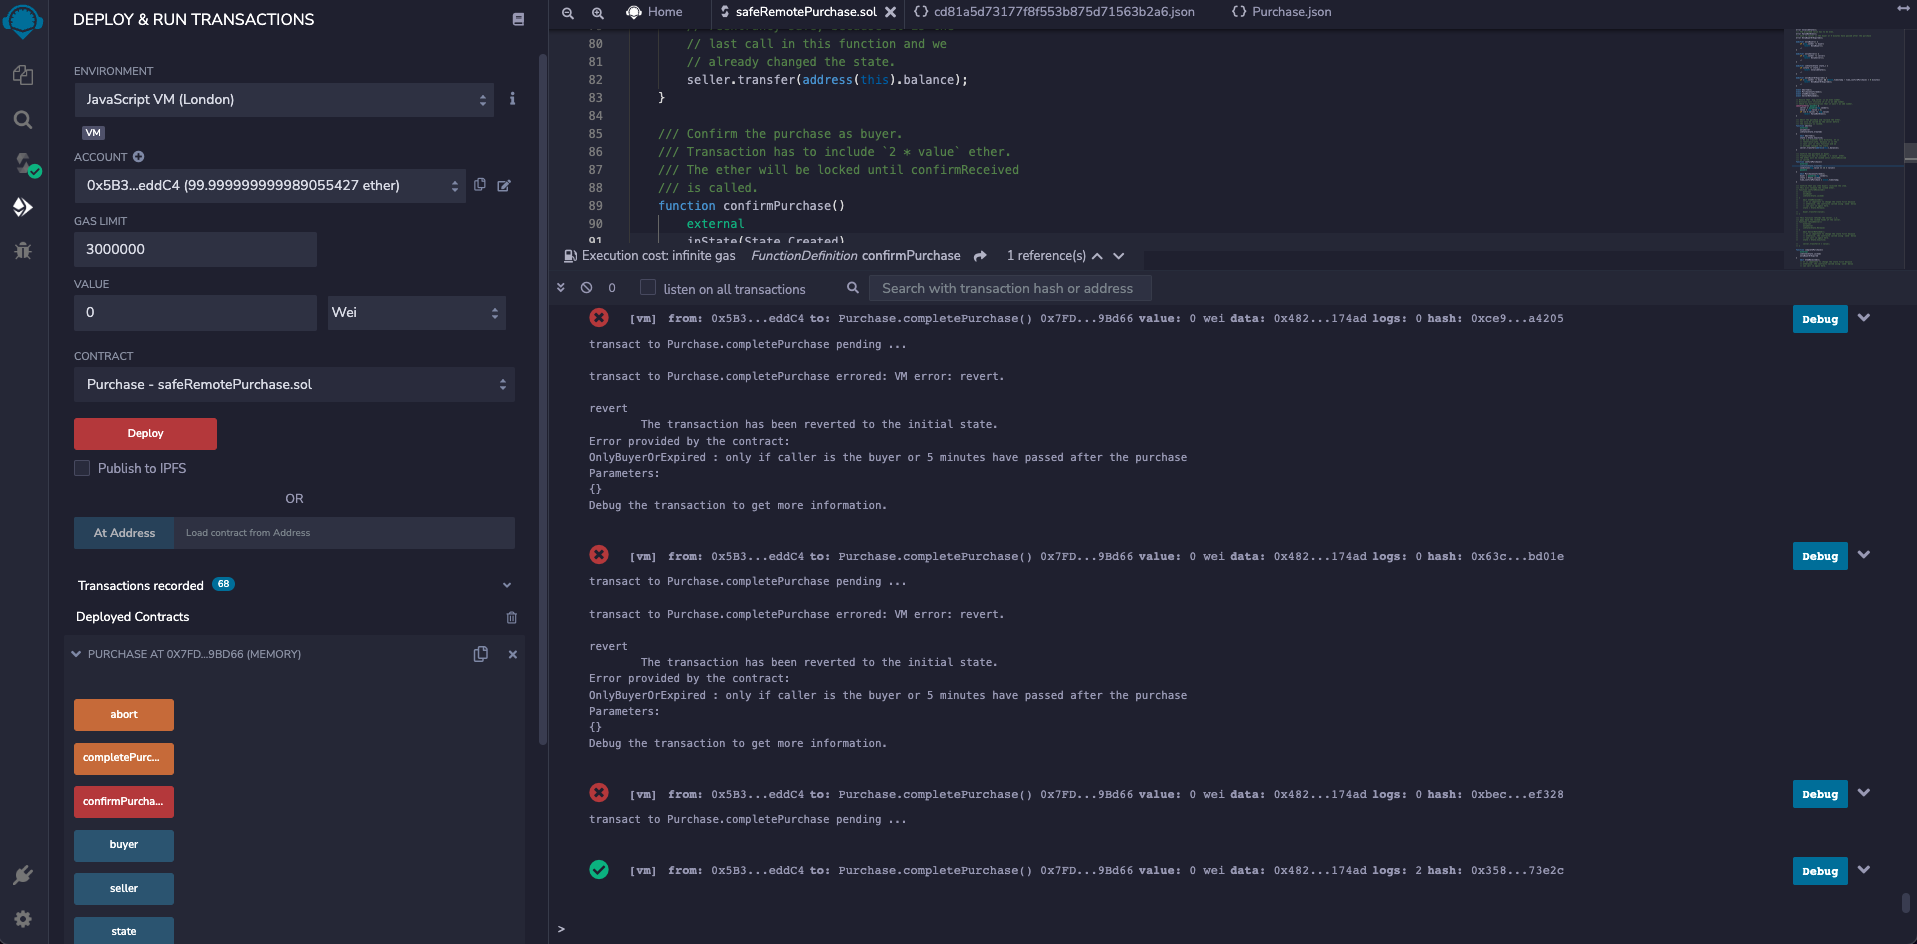 DEPLOY & RUN TRANSACTIONS
ENVIRONMENT
JavaScript VM (London)
VM
ACCOUNT
0x5B3...eddC4 (99.999999999989055427 ether)
GAS LIMIT
3000000
VALUE
0
Wei
CONTRACT
Purchase - safeRemotePurchase.sol
Deploy
Publish to IPFS
OR
At Address
Load contract from Address
Transactions recorded 68
Deployed Contracts
PURCHASE AT 0X7FD...9BD66 (MEMORY)
abort
completePurc...
confirmPurcha...
buyer
seller
state
Home
safeRemotePurchase.sol
cd81a5d73177f8f553b875d71563b2a6.json
Purchase.json
80 // last call in this function and we
81 // already changed the state.
82 seller.transfer(address(this).balance);
83 }
84
85 /// Confirm the purchase as buyer.
86 /// Transaction has to include `2 * value` ether.
87 /// The ether will be locked until confirmReceived
88 /// is called.
89 function confirmPurchase()
90 external
91 inState(State.Created)
Execution cost: infinite gas FunctionDefinition confirmPurchase 1 reference(s)
0 listen on all transactions Search with transaction hash or address
[vm] from: 0x5B3...eddC4 to: Purchase.completePurchase() 0x7FD...9Bd66 value: 0 wei data: 0x482...174ad logs: 0 hash: 0xce9...a4205 Debug
transact to Purchase.completePurchase pending ...
transact to Purchase.completePurchase errored: VM error: revert.
revert
The transaction has been reverted to the initial state.
Error provided by the contract:
OnlyBuyerOrExpired : only if caller is the buyer or 5 minutes have passed after the purchase
Parameters:
{}
Debug the transaction to get more information.
[vm] from: 0x5B3...eddC4 to: Purchase.completePurchase() 0x7FD...9Bd66 value: 0 wei data: 0x482...174ad logs: 0 hash: 0x63c...bd01e Debug
transact to Purchase.completePurchase pending ...
transact to Purchase.completePurchase errored: VM error: revert.
revert
The transaction has been reverted to the initial state.
Error provided by the contract:
OnlyBuyerOrExpired : only if caller is the buyer or 5 minutes have passed after the purchase
Parameters:
{}
Debug the transaction to get more information.
[vm] from: 0x5B3...eddC4 to: Purchase.completePurchase() 0x7FD...9Bd66 value: 0 wei data: 0x482...174ad logs: 0 hash: 0xbec...ef328 Debug
transact to Purchase.completePurchase pending ...
[vm] from: 0x5B3...eddC4 to: Purchase.completePurchase() 0x7FD...9Bd66 value: 0 wei data: 0x482...174ad logs: 2 hash: 0x358...73e2c Debug
>